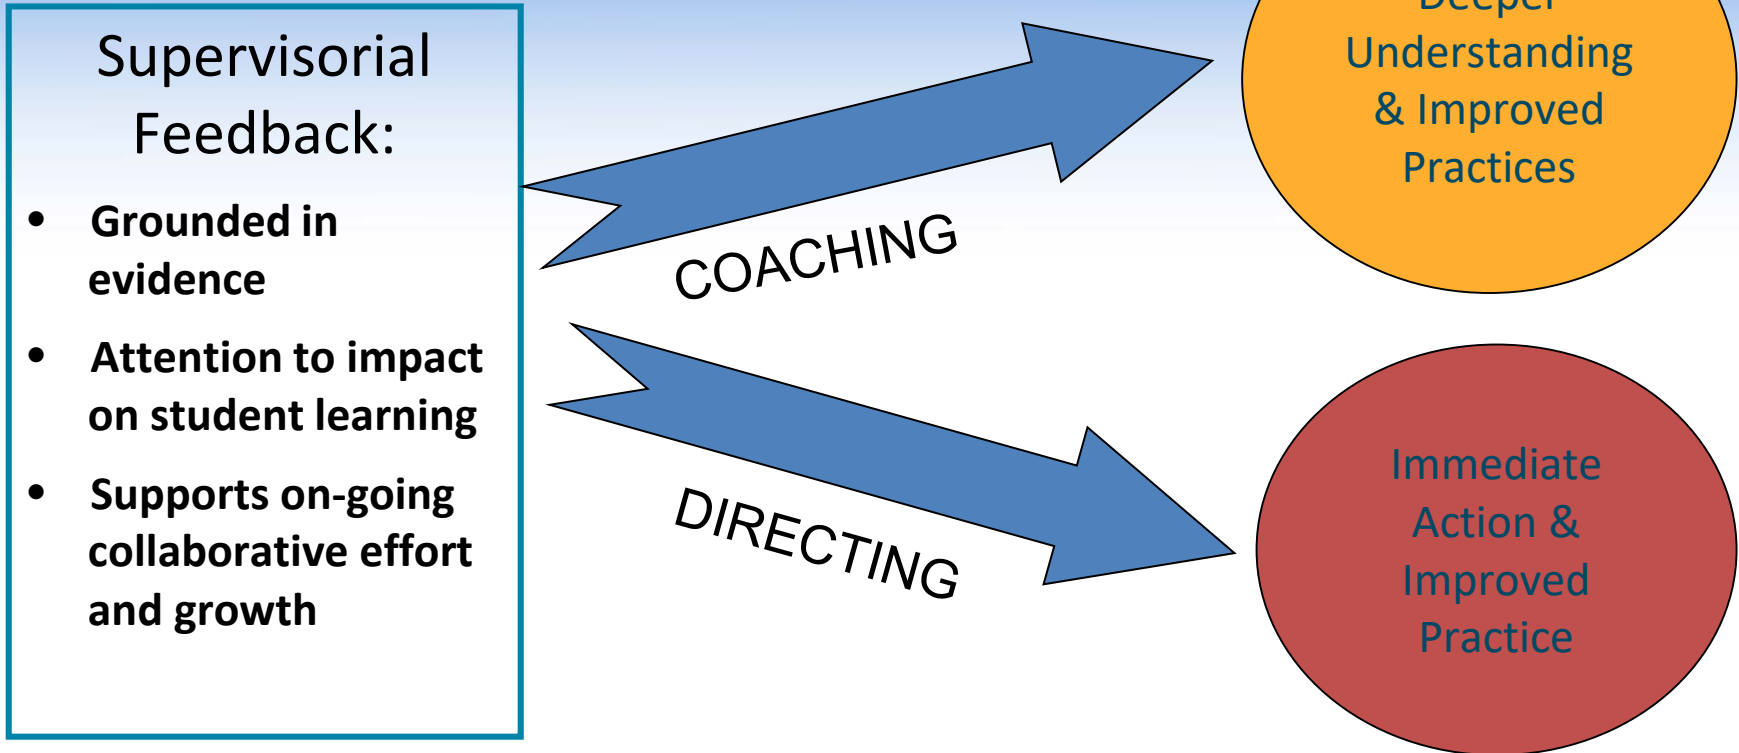 Supervisorial
Feedback:
• Grounded in
evidence
• Attention to impact
on student learning
• Supports on-going
collaborative effort
and growth
COACHING
DIRECTING
Deeper
Understanding
& Improved
Practices
Immediate
Action &
Improved
Practice